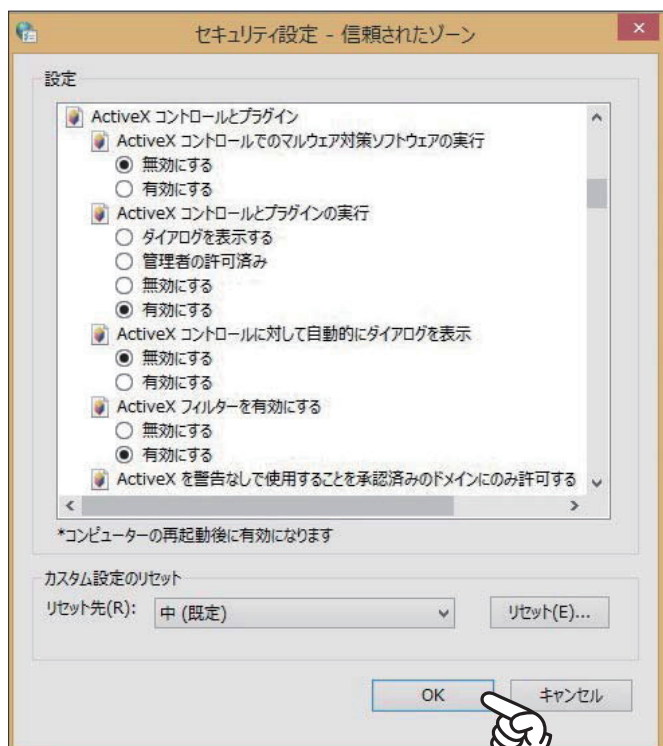 セキュリティ設定 - 信頼されたゾーン
設定
ActiveX コントロールとプラグイン
ActiveX コントロールでのマルウェア対策ソフトウェアの実行
無効にする
有効にする
ActiveX コントロールとプラグインの実行
ダイアログを表示する
管理者の許可済み
無効にする
有効にする
ActiveX コントロールに対して自動的にダイアログを表示
無効にする
有効にする
ActiveX フィルターを有効にする
無効にする
有効にする
ActiveX を警告なしで使用することを承認済みのドメインにのみ許可する
*コンピューターの再起動後に有効になります
カスタム設定のリセット
リセット先(R): 中 (既定) リセット(E)...
OK キャンセル